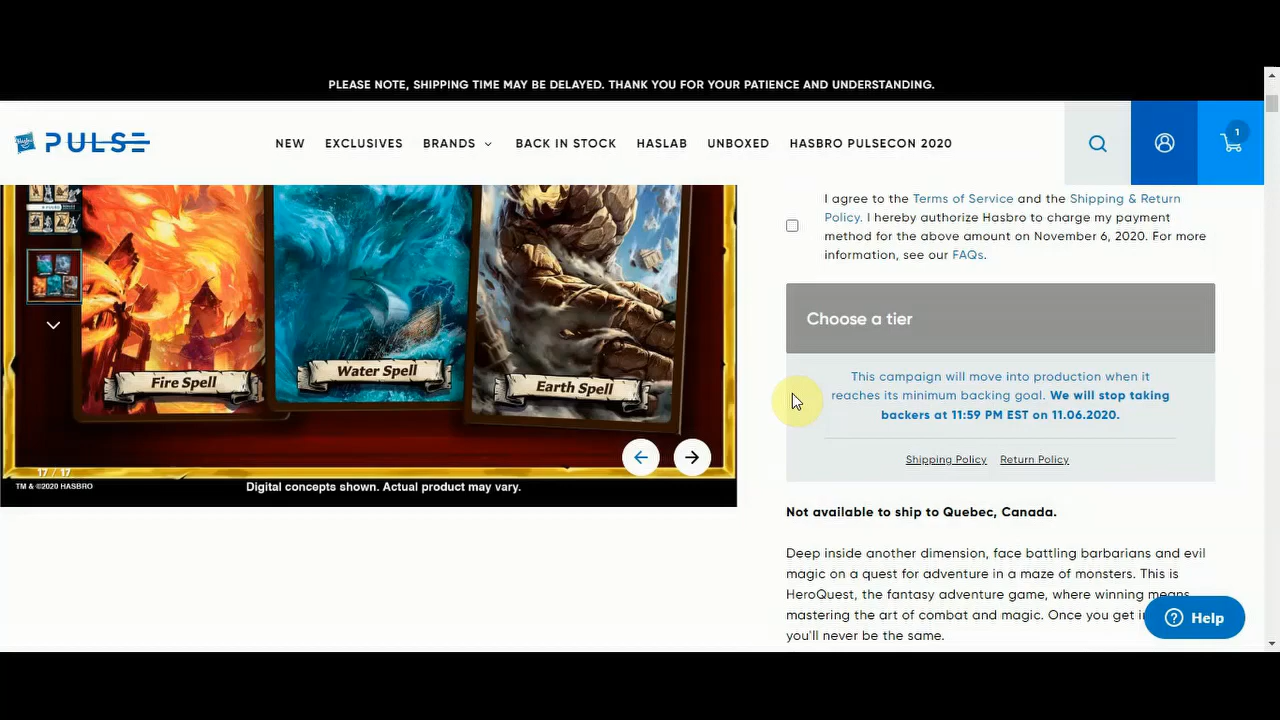 PLEASE NOTE, SHIPPING TIME MAY BE DELAYED. THANK YOU FOR YOUR PATIENCE AND UNDERSTANDING.
Hasbro PULSE
NEW EXCLUSIVES BRANDS BACK IN STOCK HASLAB UNBOXED HASBRO PULSECON 2020
1
I agree to the Terms of Service and the Shipping & Return
Policy. I hereby authorize Hasbro to charge my payment
method for the above amount on November 6, 2020. For more
information, see our FAQs.
Fire Spell
Water Spell
Earth Spell
17 / 17
TM & ©2020 HASBRO
Digital concepts shown. Actual product may vary.
Choose a tier
This campaign will move into production when it
reaches its minimum backing goal. We will stop taking
backers at 11:59 PM EST on 11.06.2020.
Shipping Policy Return Policy
Not available to ship to Quebec, Canada.
Deep inside another dimension, face battling barbarians and evil
magic on a quest for adventure in a maze of monsters. This is
HeroQuest, the fantasy adventure game, where winning means
mastering the art of combat and magic. Once you get
you'll never be the same.
Help